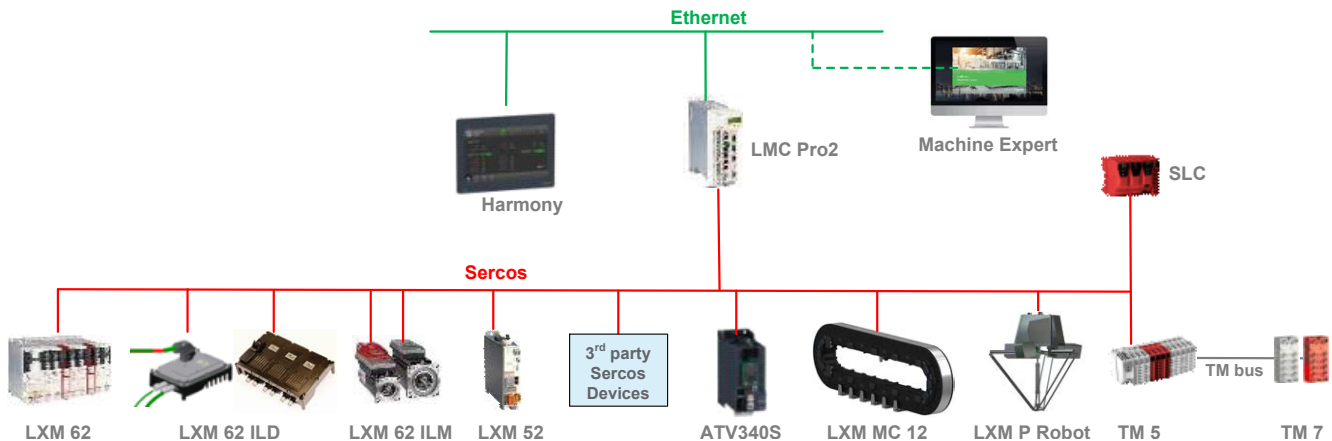 Ethernet
LMC Pro2
Machine Expert
SLC
Harmony
Sercos
3rd party
Sercos
Devices
TM bus
LXM 62
LXM 62 ILD
LXM 62 ILM
LXM 52
ATV340S
LXM MC 12
LXM P Robot
TM 5
TM 7